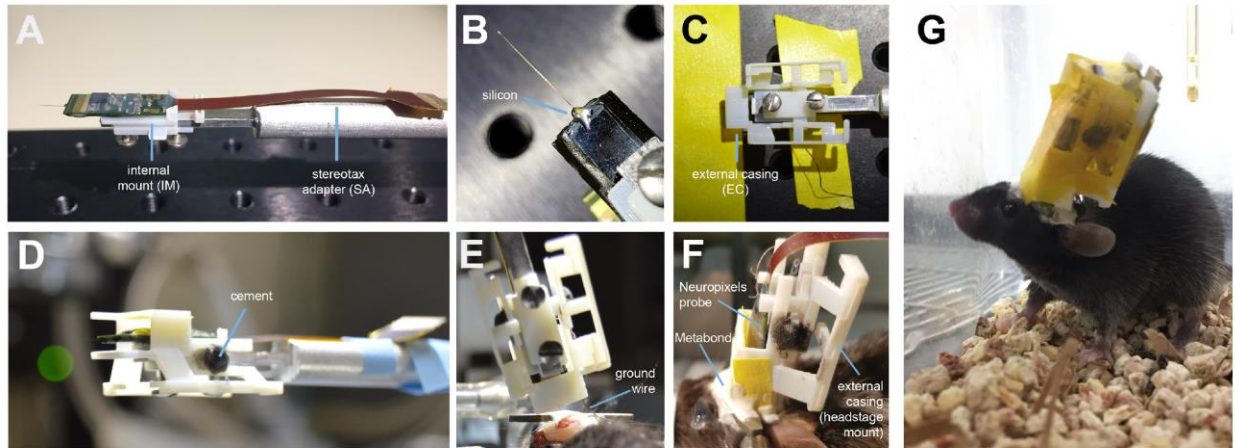 A
internal
mount (IM)
stereotax
adapter (SA)
B
silicon
C
external casing
(EC)
D
cement
E
ground
wire
F
Neuropixels
probe
Metabond
external
casing
(headstage
mount)
G